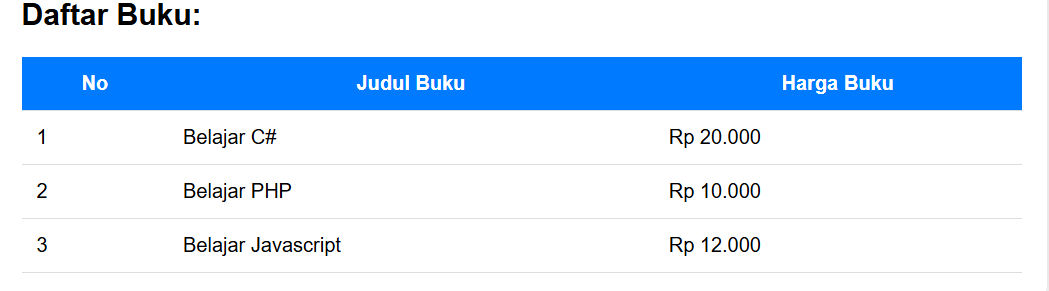 Daftar Buku:
No Judul Buku Harga Buku
1 Belajar C# Rp 20.000
2 Belajar PHP Rp 10.000
3 Belajar Javascript Rp 12.000